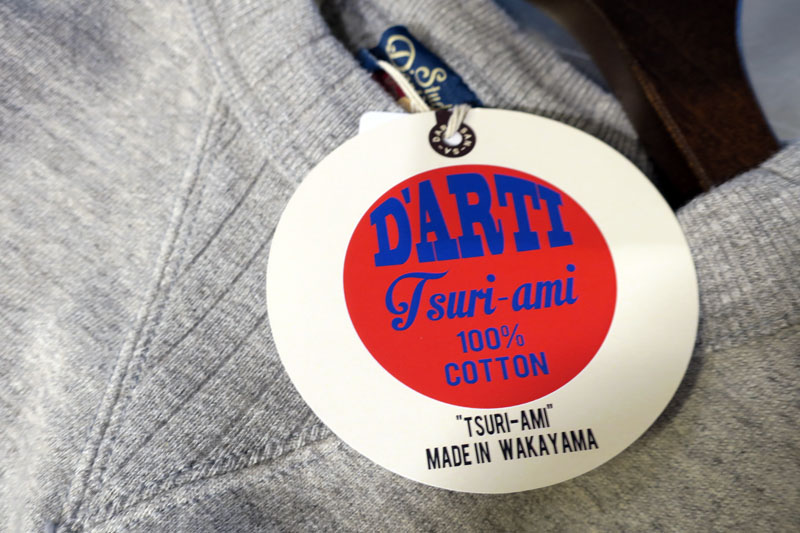 D'ARTI
Tsuri-ami
100%
COTTON
"TSURI-AMI"
MADE IN WAKAYAMA